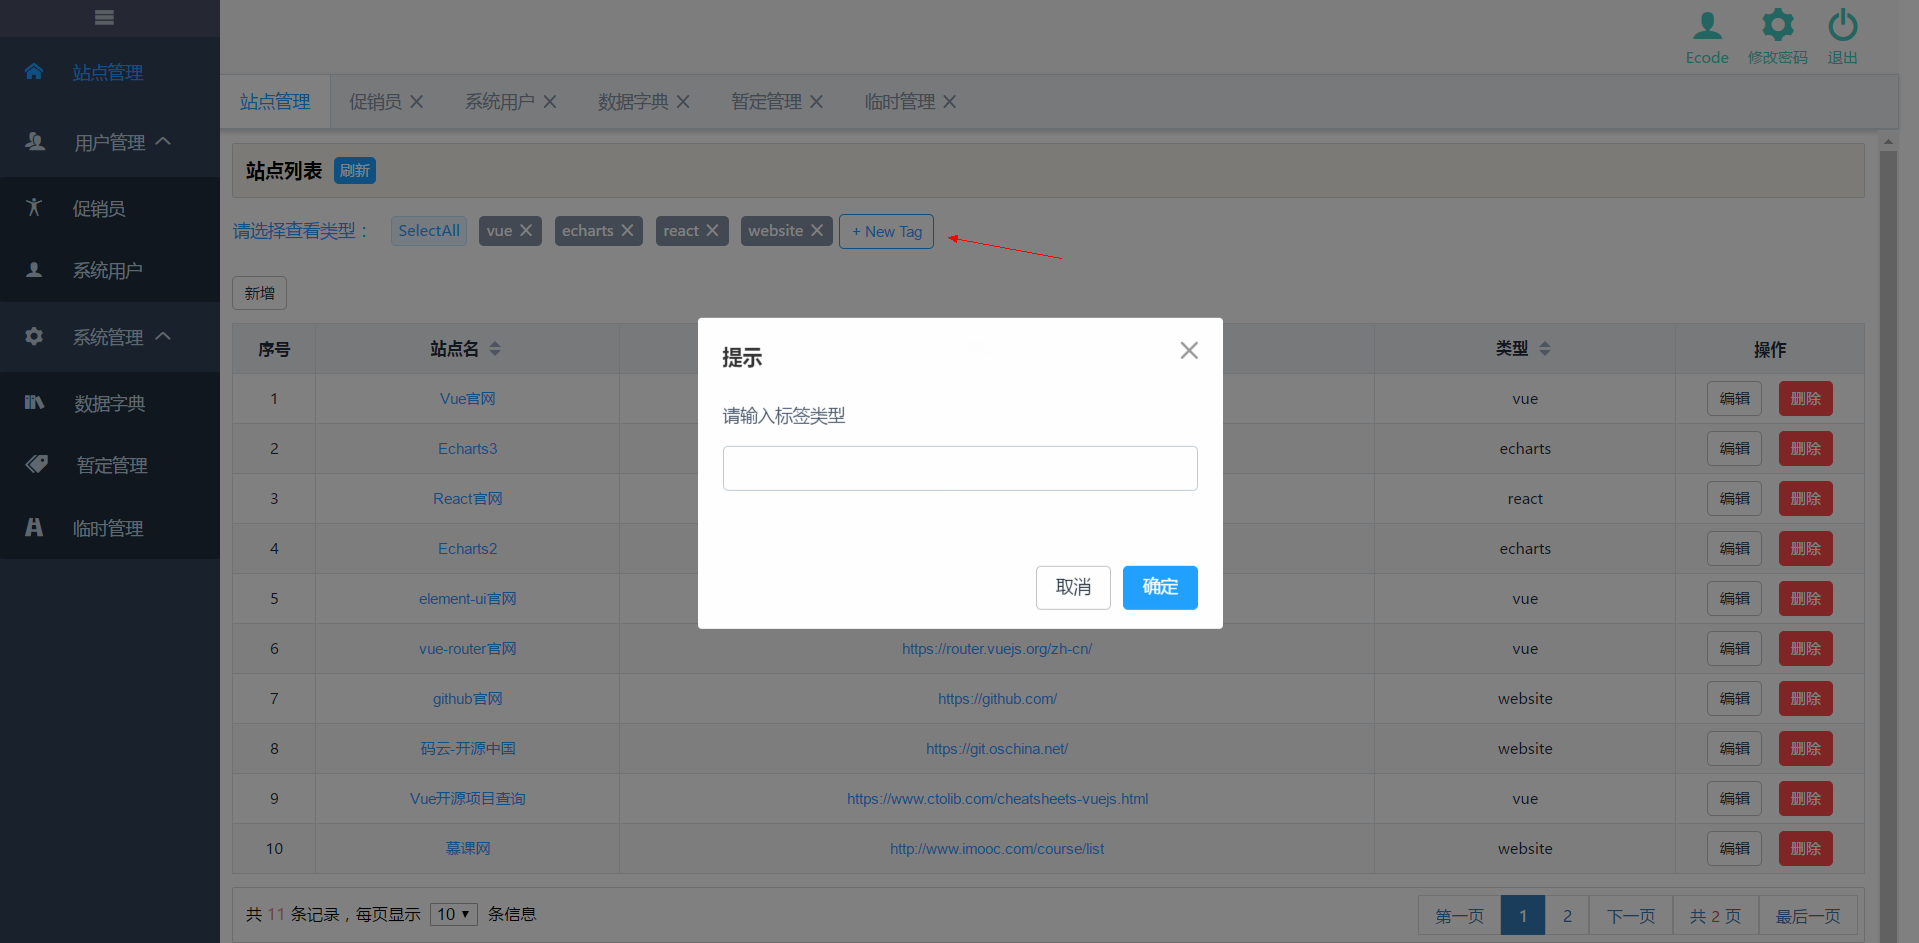 Ecode 修改密码 退出
站点管理
用户管理
促销员
系统用户
系统管理
数据字典
暂定管理
临时管理
站点管理 促销员 系统用户 数据字典 暂定管理 临时管理
站点列表 刷新
请选择查看类型： SelectAll vue echarts react website + New Tag
新增
序号 站点名 类型 操作
1 Vue官网 vue 编辑 删除
2 Echarts3 echarts 编辑 删除
3 React官网 react 编辑 删除
4 Echarts2 echarts 编辑 删除
5 element-ui官网 vue 编辑 删除
6 vue-router官网 https://router.vuejs.org/zh-cn/ vue 编辑 删除
7 github官网 https://github.com/ website 编辑 删除
8 码云-开源中国 https://git.oschina.net/ website 编辑 删除
9 Vue开源项目查询 https://www.ctolib.com/cheatsheets-vuejs.html vue 编辑 删除
10 慕课网 http://www.imooc.com/course/list website 编辑 删除
共 11 条记录，每页显示 10 条信息
第一页 1 2 下一页 共 2 页 最后一页
提示
请输入标签类型
取消 确定